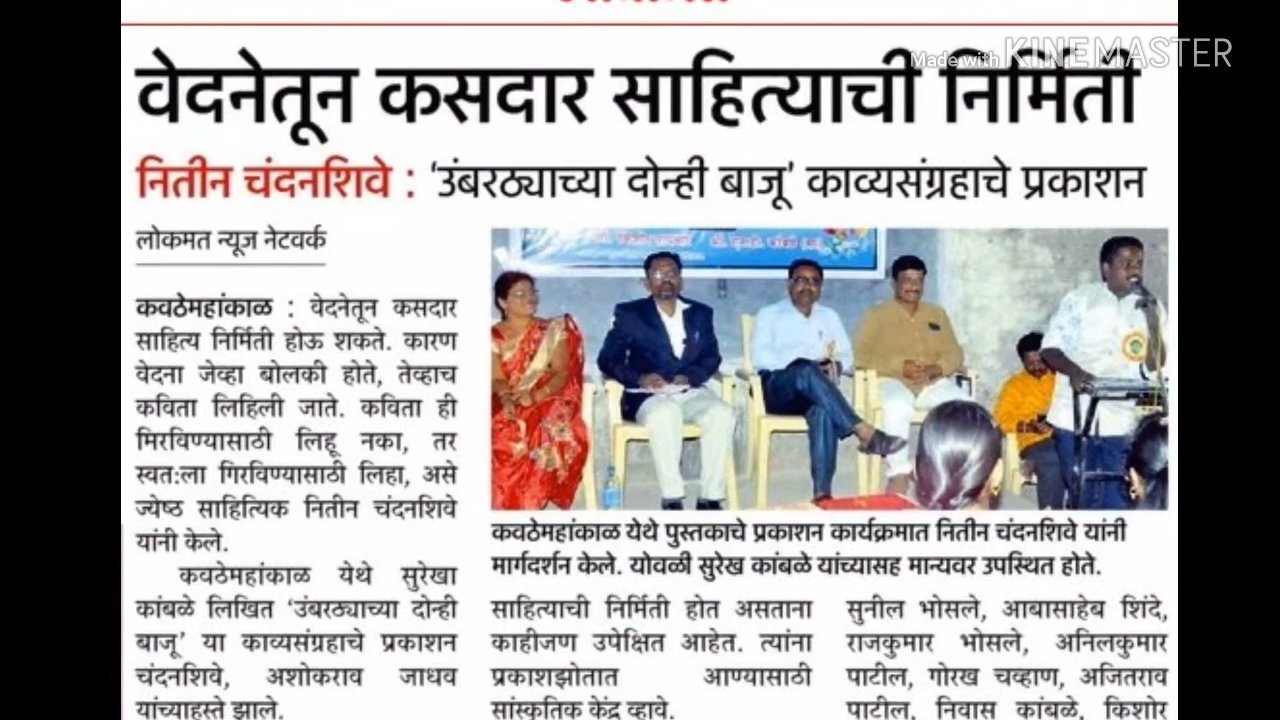 Made with KINEMASTER
वेदनेतून कसदार साहित्याची निर्मिती
नितीन चंदनशिवे : 'उंबरठ्याच्या दोन्ही बाजू' काव्यसंग्रहाचे प्रकाशन
लोकमत न्यूज नेटवर्क
कवठेमहांकाळ : वेदनेतून कसदार
साहित्य निर्मिती होऊ शकते. कारण
वेदना जेव्हा बोलकी होते, तेव्हाच
कविता लिहिली जाते. कविता ही
मिरविण्यासाठी लिहू नका, तर
स्वत:ला गिरविण्यासाठी लिहा, असे
ज्येष्ठ साहित्यिक नितीन चंदनशिवे
यांनी केले.
कवठेमहांकाळ येथे सुरेखा
कांबळे लिखित 'उंबरठ्याच्या दोन्ही
बाजू' या काव्यसंग्रहाचे प्रकाशन
चंदनशिवे, अशोकराव जाधव
यांच्याहस्ते झाले.
कवठेमहांकाळ येथे पुस्तकाचे प्रकाशन कार्यक्रमात नितीन चंदनशिवे यांनी
मार्गदर्शन केले. योवळी सुरेख कांबळे यांच्यासह मान्यवर उपस्थित होते.
साहित्याची निर्मिती होत असताना
काहीजण उपेक्षित आहेत. त्यांना
प्रकाशझोतात आण्यासाठी
सांस्कृतिक केंद्र व्हावे.
सुनील भोसले, आबासाहेब शिंदे,
राजकुमार भोसले, अनिलकुमार
पाटील, गोरख चव्हाण, अजितराव
पाटील, निवास कांबळे, किशोर